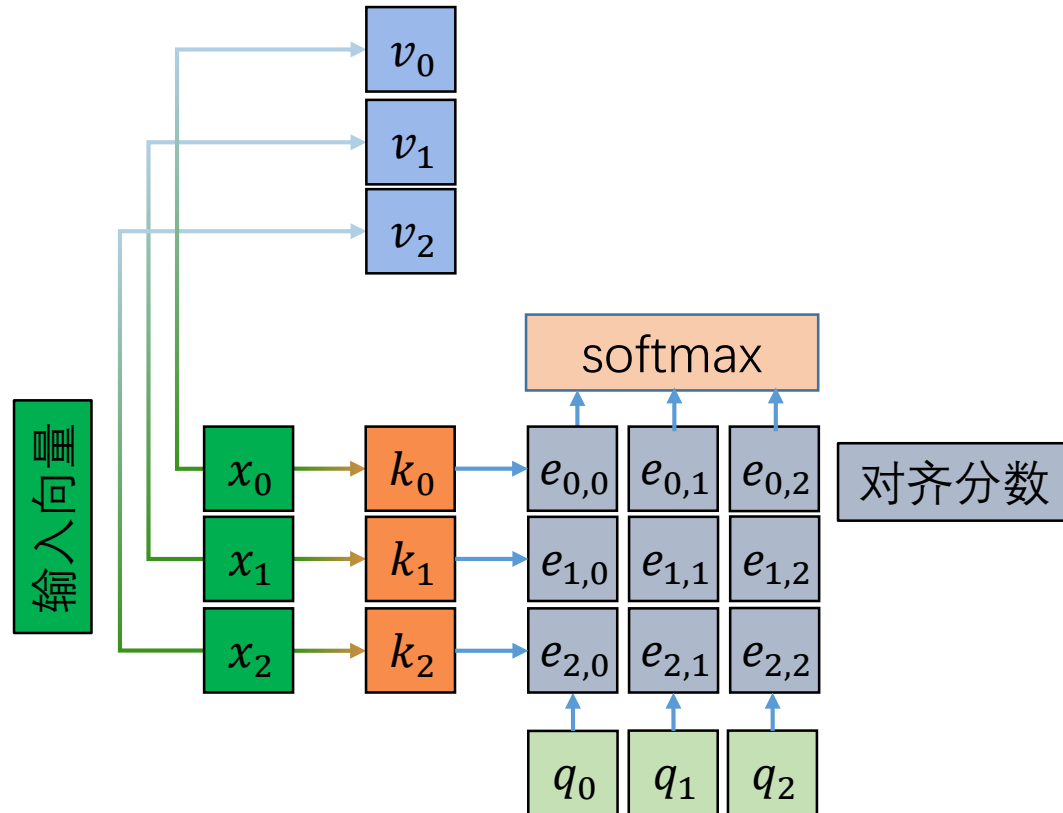 v₀
v₁
v₂
softmax
输入向量
x₀ k₀ e₀,₀ e₀,₁ e₀,₂ 对齐分数
x₁ k₁ e₁,₀ e₁,₁ e₁,₂
x₂ k₂ e₂,₀ e₂,₁ e₂,₂
q₀ q₁ q₂